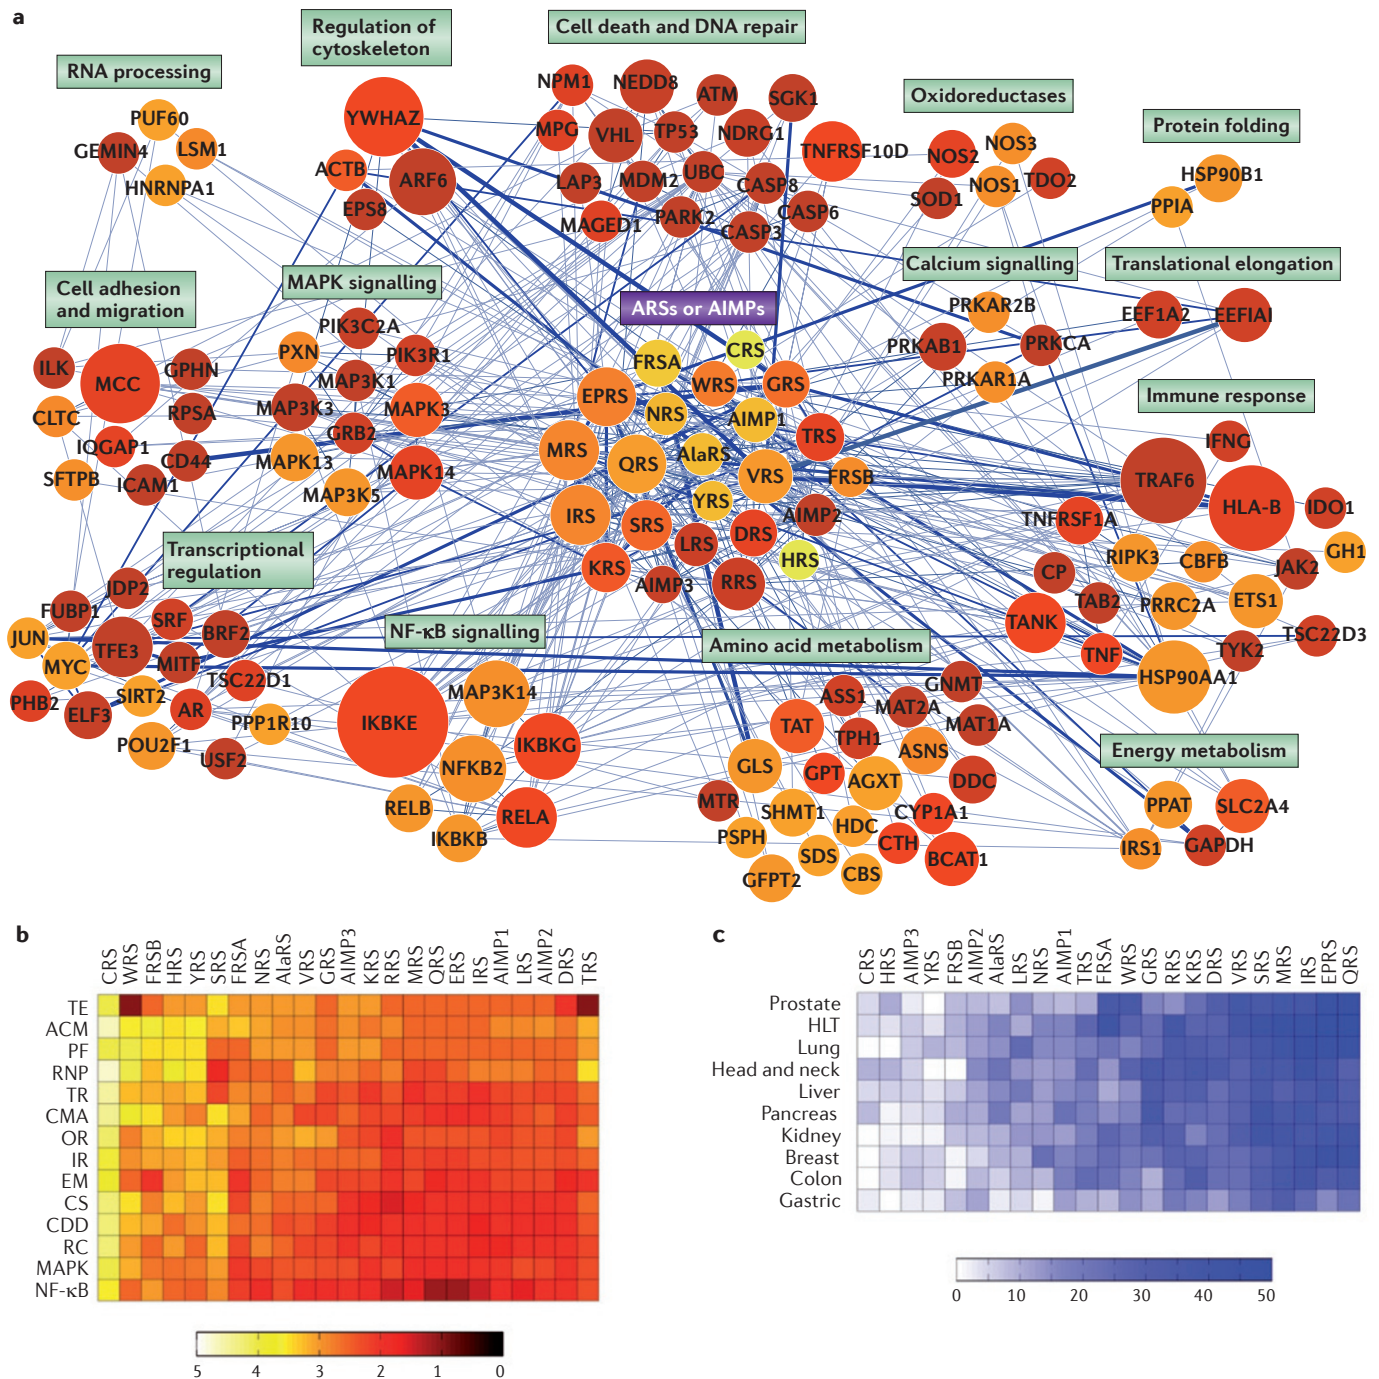 a
RNA processing
PUF60
GEMIN4
LSM1
HNRNPA1
Regulation of
cytoskeleton
YWHAZ
ACTB
ARF6
EPS8
Cell death and DNA repair
NPM1
NEDD8
ATM
SGK1
MPG
VHL
TP53
NDRG1
TNFRSF10D
LAP3
MDM2
UBC
CASP8
MAGED1
PARK2
CASP3
CASP6
Oxidoreductases
NOS2
NOS3
SOD1
NOS1
TDO2
Protein folding
HSP90B1
PPIA
Cell adhesion
and migration
ILK
MCC
GPHN
CLTC
RPSA
IQGAP1
CD44
SFTPB
ICAM1
MAPK signalling
PIK3C2A
PXN
PIK3R1
MAP3K1
MAP3K3
MAPK3
GRB2
MAPK13
MAPK14
MAP3K5
ARSs or AIMPs
FRSA
CRS
EPRS
WRS
GRS
NRS
AIMP1
TRS
MRS
QRS
AlaRS
VRS
FRSB
YRS
IRS
SRS
AIMP2
LRS
DRS
HRS
KRS
AIMP3
RRS
Calcium signalling
PRKAR2B
PRKAB1
PRKCA
PRKAR1A
Translational elongation
EEF1A2
EEFIAI
Immune response
IFNG
TRAF6
HLA-B
IDO1
TNFRSF1A
RIPK3
CBFB
GH1
CP
JAK2
TAB2
PRRC2A
ETS1
TANK
TSC22D3
TNF
TYK2
HSP90AA1
Transcriptional
regulation
JDP2
FUBP1
SRF
BRF2
JUN
TFE3
MYC
MITF
TSC22D1
PHB2
SIRT2
ELF3
AR
PPP1R10
POU2F1
USF2
NF-κB signalling
MAP3K14
IKBKE
IKBKG
NFKB2
RELB
RELA
IKBKB
Amino acid metabolism
GNMT
ASS1
MAT2A
MAT1A
TAT
TPH1
ASNS
GLS
GPT
AGXT
DDC
MTR
SHMT1
CYP1A1
HDC
PSPH
CTH
SDS
BCAT1
GFPT2
CBS
Energy metabolism
PPAT
SLC2A4
IRS1
GAPDH
b
CRS
WRS
FRSB
HRS
YRS
SRS
FRSA
NRS
AlaRS
VRS
GRS
AIMP3
KRS
RRS
MRS
QRS
ERS
IRS
AIMP1
LRS
AIMP2
DRS
TRS
TE
ACM
PF
RNP
TR
CMA
OR
IR
EM
CS
CDD
RC
MAPK
NF-κB
5 4 3 2 1 0
c
CRS
HRS
AIMP3
YRS
FRSB
AIMP2
AlaRS
LRS
NRS
AIMP1
TRS
FRSA
WRS
GRS
RRS
KRS
DRS
VRS
SRS
MRS
IRS
EPRS
QRS
Prostate
HLT
Lung
Head and neck
Liver
Pancreas
Kidney
Breast
Colon
Gastric
0 10 20 30 40 50